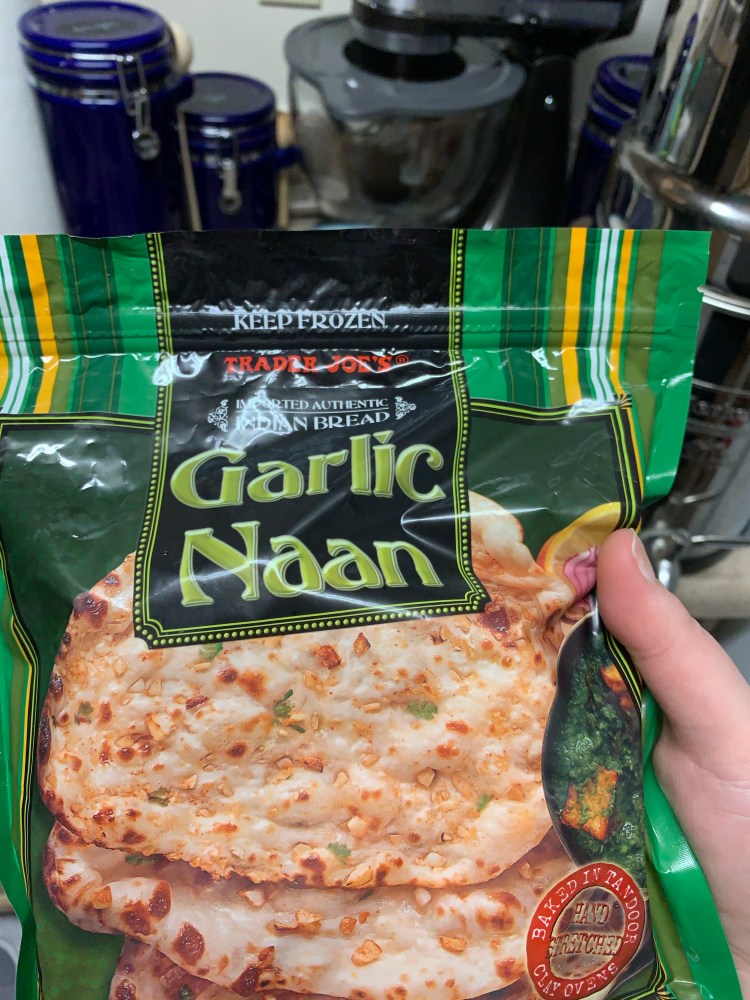 KEEP FROZEN
TRADER JOE'S®
IMPORTED AUTHENTIC
INDIAN BREAD
Garlic
Naan
BAKED IN TANDOOR
HAND
STRETCHED
CLAY OVENS